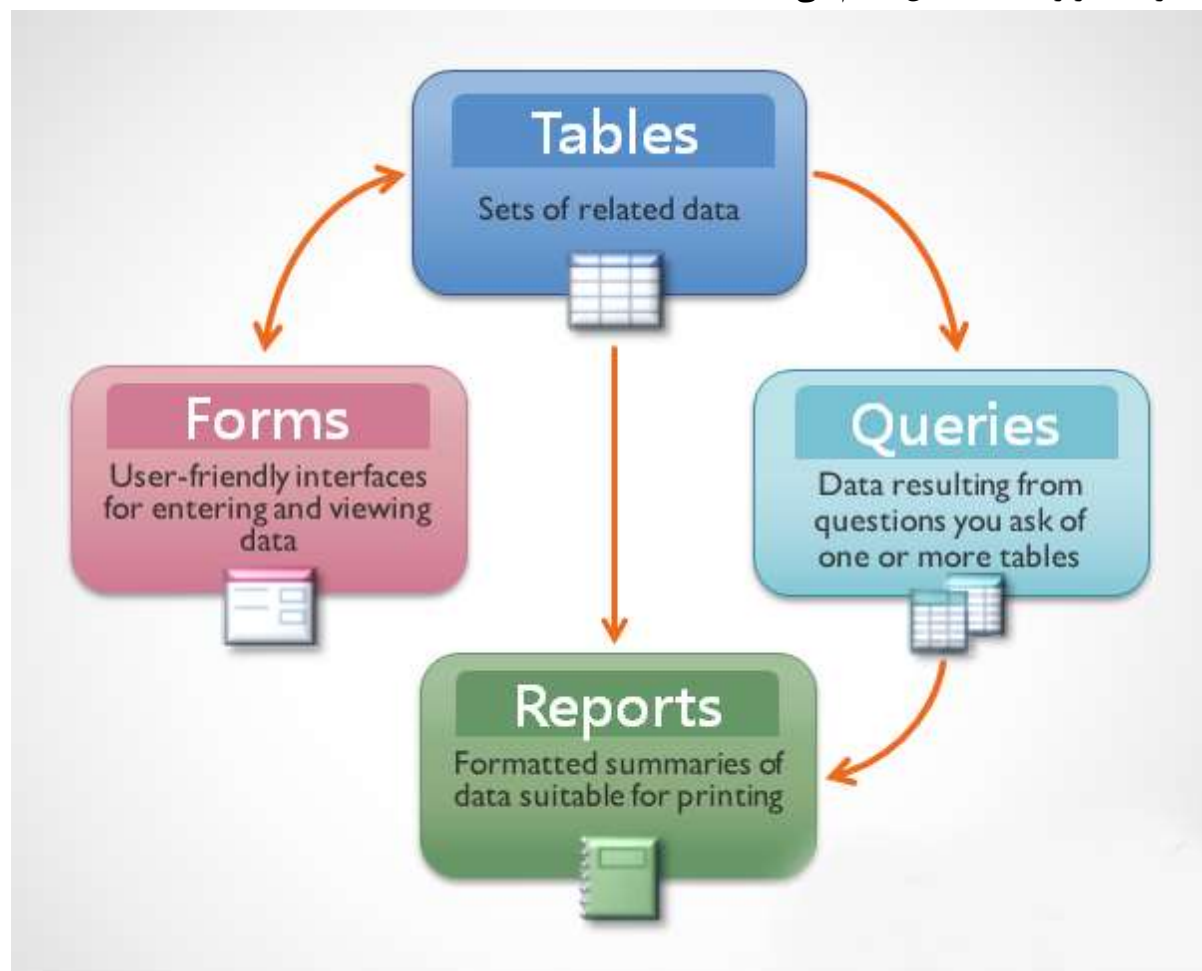 Tables
Sets of related data
Forms
User-friendly interfaces
for entering and viewing
data
Queries
Data resulting from
questions you ask of
one or more tables
Reports
Formatted summaries of
data suitable for printing